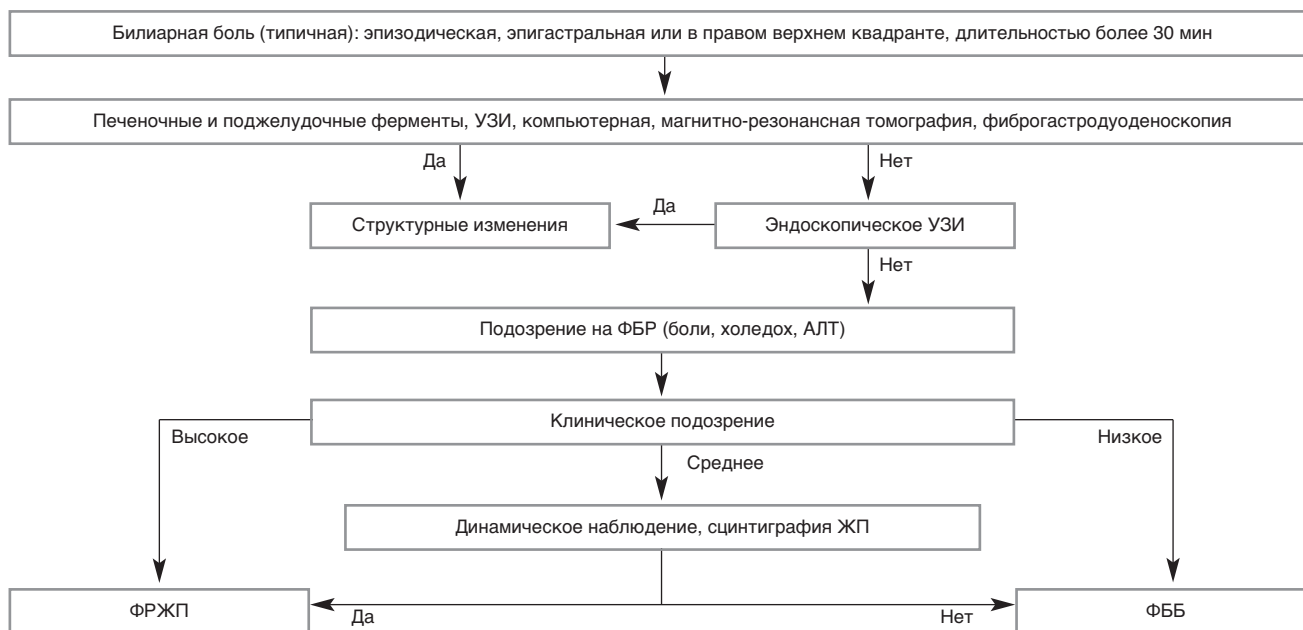 Билиарная боль (типичная): эпизодическая, эпигастральная или в правом верхнем квадранте, длительностью более 30 мин
Печеночные и поджелудочные ферменты, УЗИ, компьютерная, магнитно-резонансная томография, фиброгастродуоденоскопия
Да
Нет
Структурные изменения
Да
Эндоскопическое УЗИ
Нет
Подозрение на ФБР (боли, холедох, АЛТ)
Клиническое подозрение
Высокое
Среднее
Низкое
Динамическое наблюдение, сцинтиграфия ЖП
ФРЖП
Да
Нет
ФББ